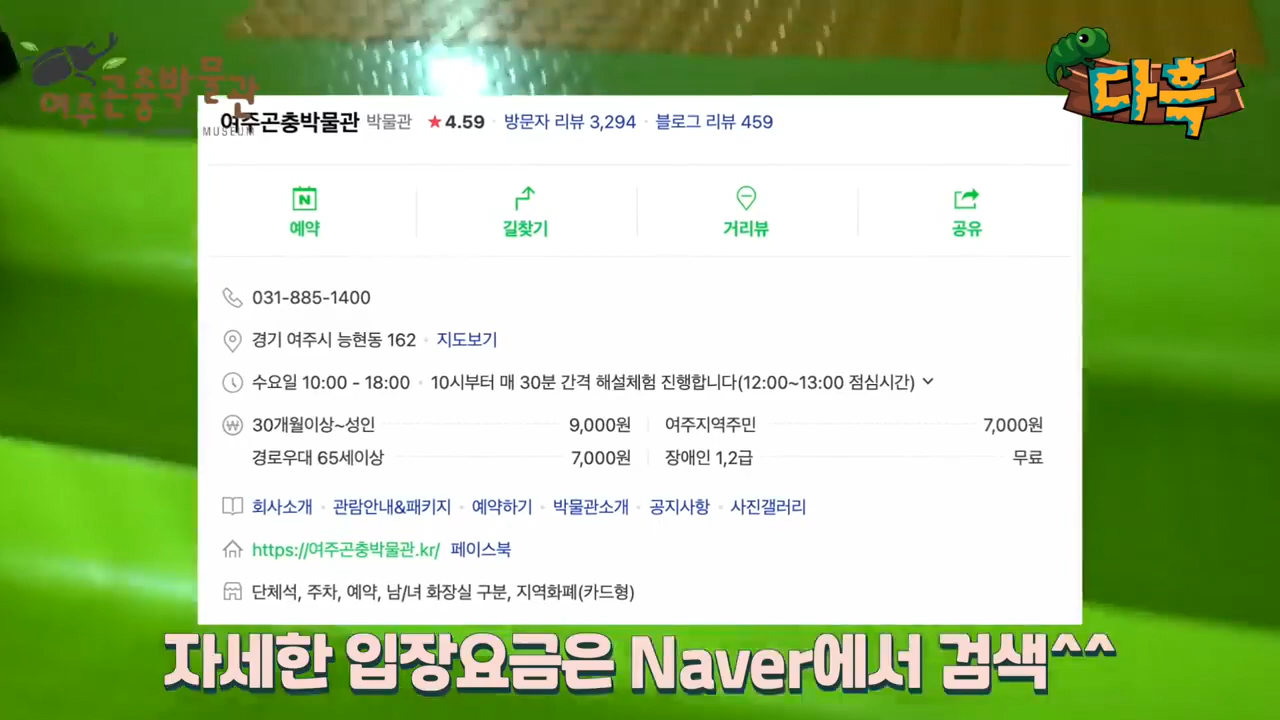 여주곤충박물관
MUSEUM
다흑
여주곤충박물관 박물관 ★4.59 · 방문자 리뷰 3,294 · 블로그 리뷰 459
예약 길찾기 거리뷰 공유
031-885-1400
경기 여주시 능현동 162 · 지도보기
수요일 10:00 - 18:00 · 10시부터 매 30분 간격 해설체험 진행합니다(12:00~13:00 점심시간)
30개월이상~성인 9,000원 여주지역주민 7,000원
경로우대 65세이상 7,000원 장애인 1,2급 무료
회사소개 · 관람안내&패키지 · 예약하기 · 박물관소개 · 공지사항 · 사진갤러리
https://여주곤충박물관.kr/ 페이스북
단체석, 주차, 예약, 남/녀 화장실 구분, 지역화폐(카드형)
자세한 입장요금은 Naver에서 검색^^